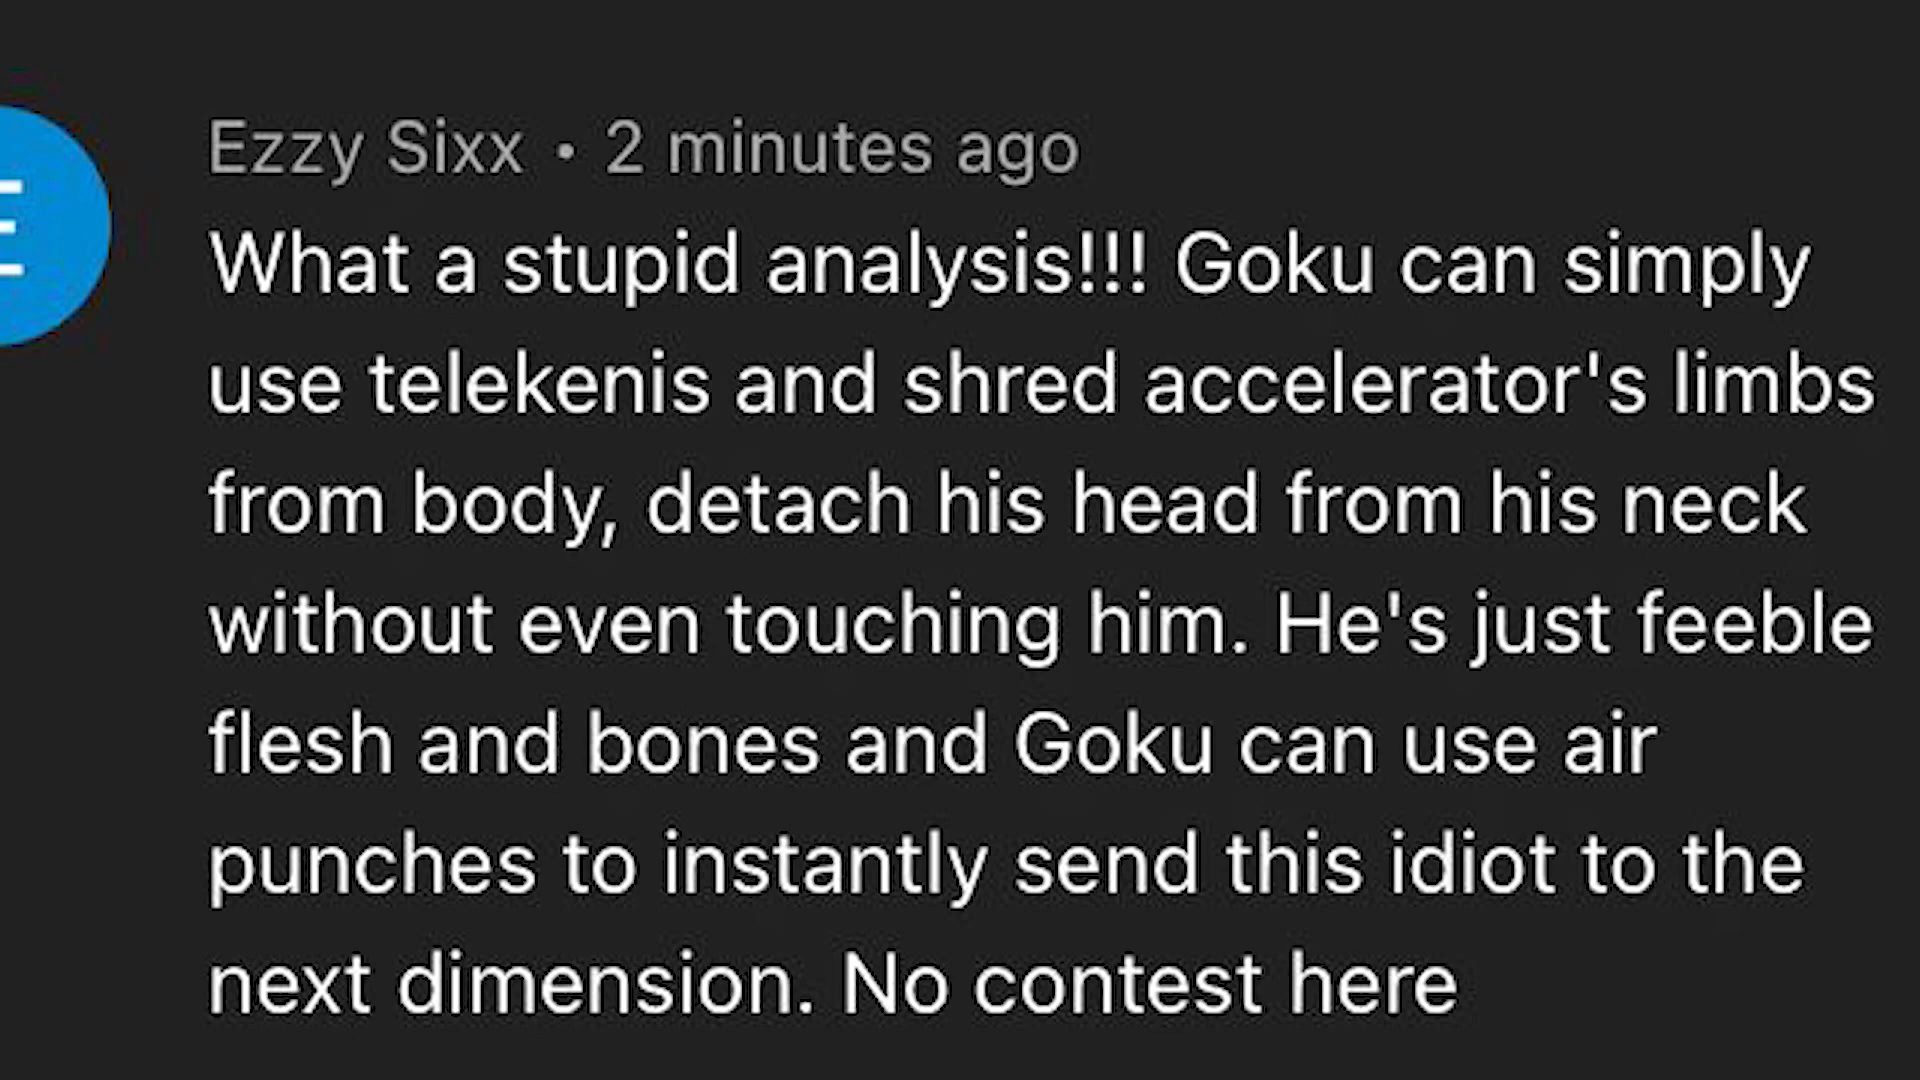 E
Ezzy Sixx • 2 minutes ago
What a stupid analysis!!! Goku can simply
use telekenis and shred accelerator's limbs
from body, detach his head from his neck
without even touching him. He's just feeble
flesh and bones and Goku can use air
punches to instantly send this idiot to the
next dimension. No contest here